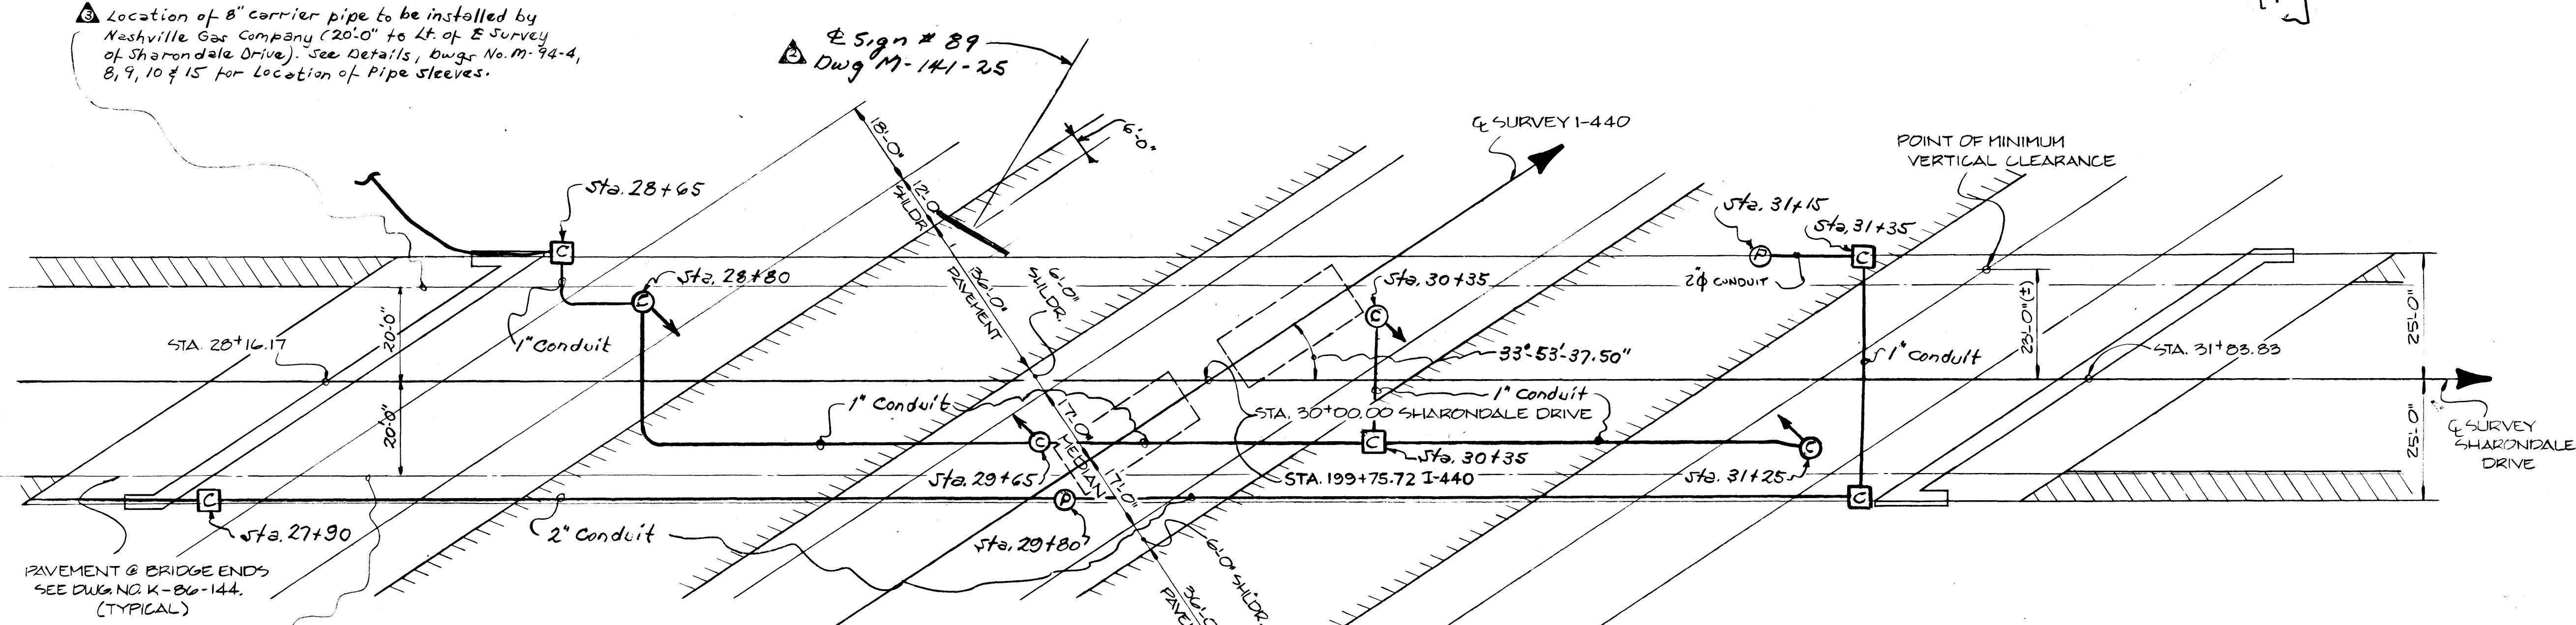 3 Location of 8" carrier pipe to be installed by
Nashville Gas Company (20'-0" to Lt. of ℄ Survey
of Sharondale Drive). See Details, Dwgs No. M-94-4,
8, 9, 10 & 15 for Location of Pipe Sleeves.
2 ℄ Sign # 89
Dwg M-141-25
18'-0"
12'-0"
SHLDR.
6'-0"
℄ SURVEY I-440
POINT OF MINIMUM
VERTICAL CLEARANCE
Sta. 28+65
C
Sta. 31+15
Sta. 31+35
P
C
2"φ CONDUIT
Sta. 28+80
C
36'-0"
PAVEMENT
6'-0"
SHLDR.
Sta. 30+35
C
20'-0"
STA. 28+16.17
1" Conduit
33°-53'-37.50"
1" Conduit
23'-0"(±)
STA. 31+83.83
25'-0"
20'-0"
1" Conduit
17'-0"
MEDIAN
17'-0"
1" Conduit
STA. 30+00.00 SHARONDALE DRIVE
C
C
C
Sta. 30+35
Sta. 29+65
STA. 199+75.72 I-440
Sta. 31+25
25'-0"
℄ SURVEY
SHARONDALE
DRIVE
C
P
C
Sta. 27+90
2" Conduit
Sta. 29+80
6'-0" SHLDR.
36'-0"
PAVEMENT @ BRIDGE ENDS
SEE DWG. NO. K-86-144.
(TYPICAL)